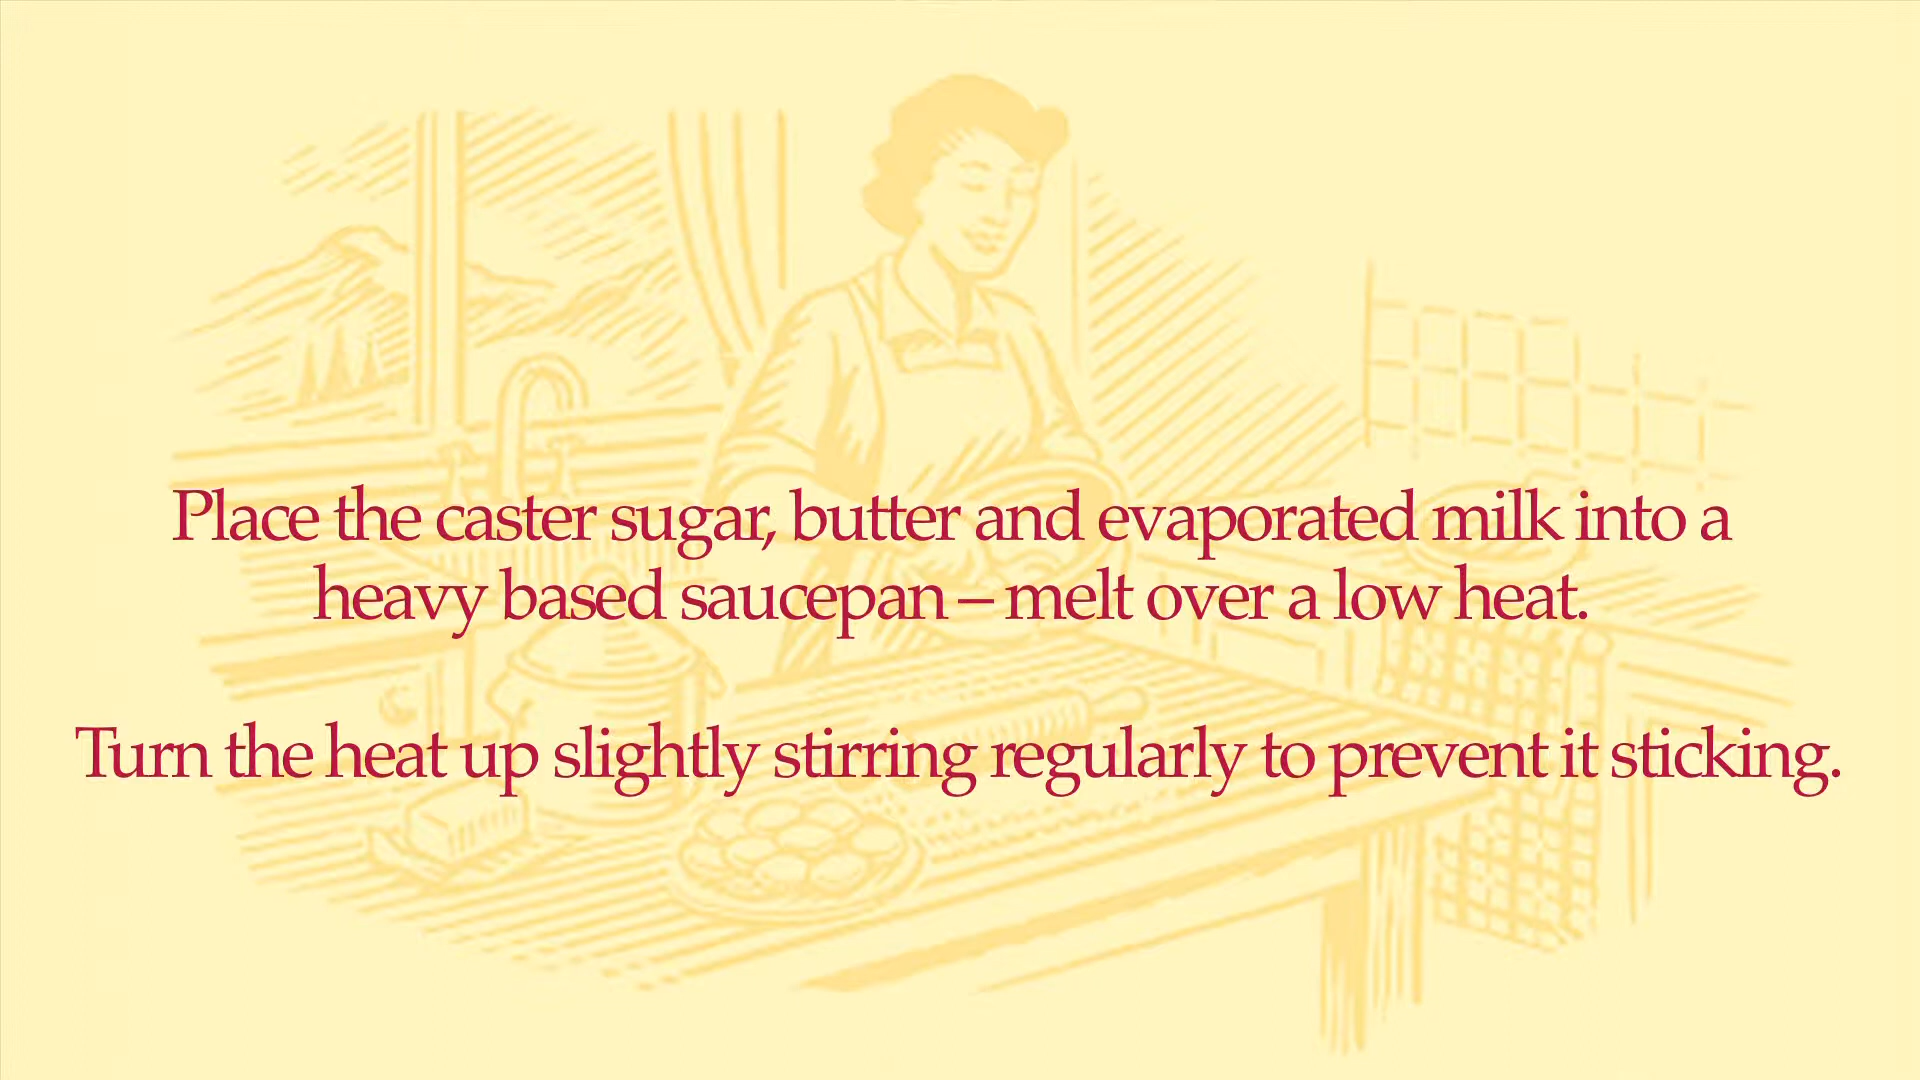 Place the caster sugar, butter and evaporated milk into a
heavy based saucepan – melt over a low heat.
Turn the heat up slightly stirring regularly to prevent it sticking.